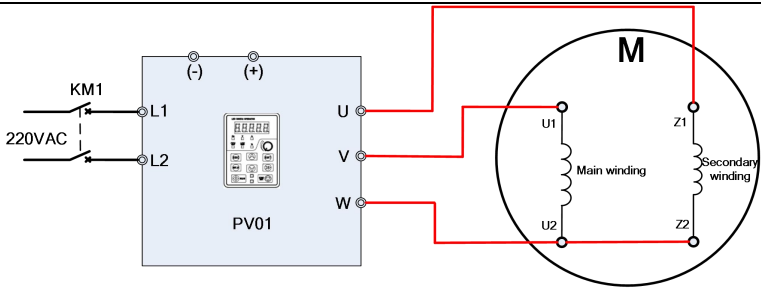 M
KM1
220VAC
(-)
(+)
L1
L2
U
V
W
PV01
U1
Main winding
U2
Z1
Secondary
winding
Z2